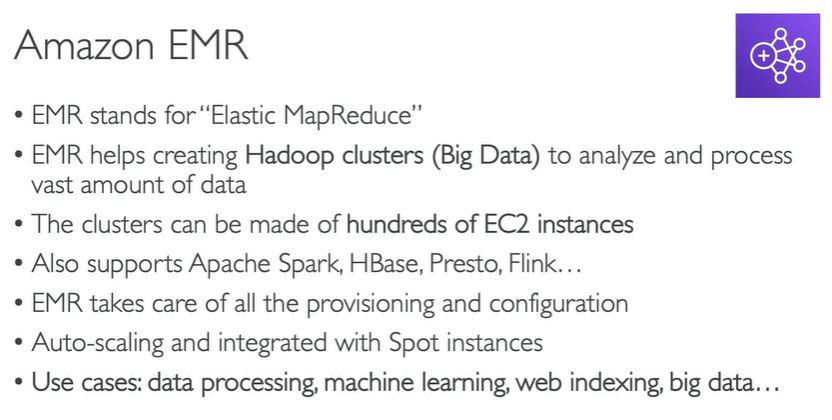 Amazon EMR
• EMR stands for “Elastic MapReduce”
• EMR helps creating Hadoop clusters (Big Data) to analyze and process
vast amount of data
• The clusters can be made of hundreds of EC2 instances
• Also supports Apache Spark, HBase, Presto, Flink…
• EMR takes care of all the provisioning and configuration
• Auto-scaling and integrated with Spot instances
• Use cases: data processing, machine learning, web indexing, big data…